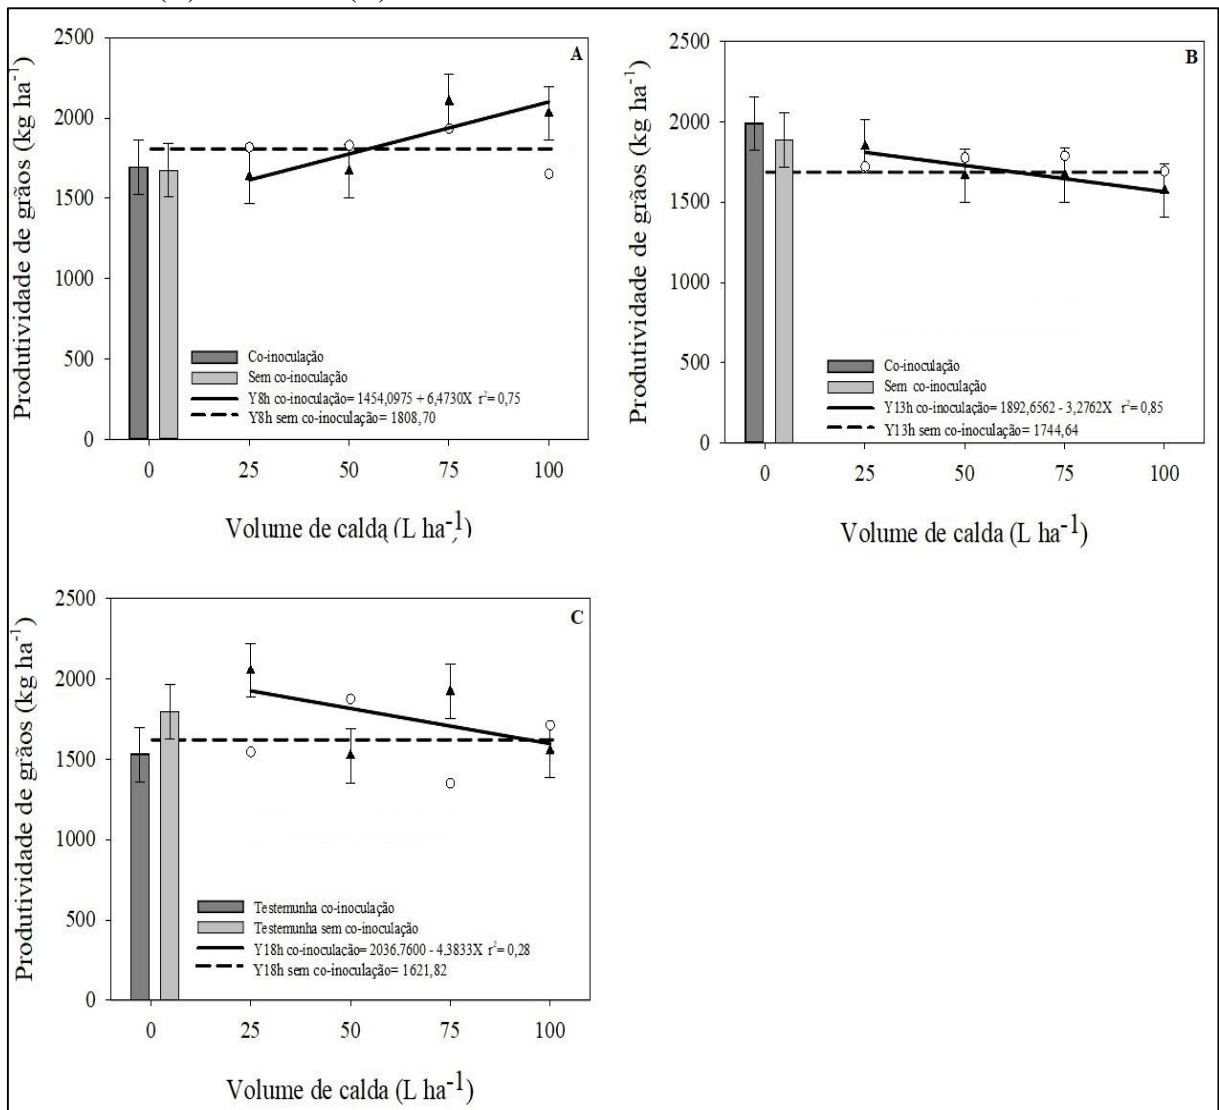 Produtividade de grãos (kg ha⁻¹)
2500
2000
1500
1000
500
0
A
Co-inoculação
Sem co-inoculação
Y8h co-inoculação= 1454,0975 + 6,4730X r²= 0,75
Y8h sem co-inoculação= 1808,70
0 25 50 75 100
Volume de calda (L ha⁻¹)
Produtividade de grãos (kg ha⁻¹)
2500
2000
1500
1000
500
0
B
Co-inoculação
Sem co-inoculação
Y13h co-inoculação= 1892,6562 - 3,2762X r²= 0,85
Y13h sem co-inoculação= 1744,64
0 25 50 75 100
Volume de calda (L ha⁻¹)
Produtividade de grãos (kg ha⁻¹)
2500
2000
1500
1000
500
0
C
Testemunha co-inoculação
Testemunha sem co-inoculação
Y18h co-inoculação= 2036,7600 - 4,3833X r²= 0,28
Y18h sem co-inoculação= 1621,82
0 25 50 75 100
Volume de calda (L ha⁻¹)